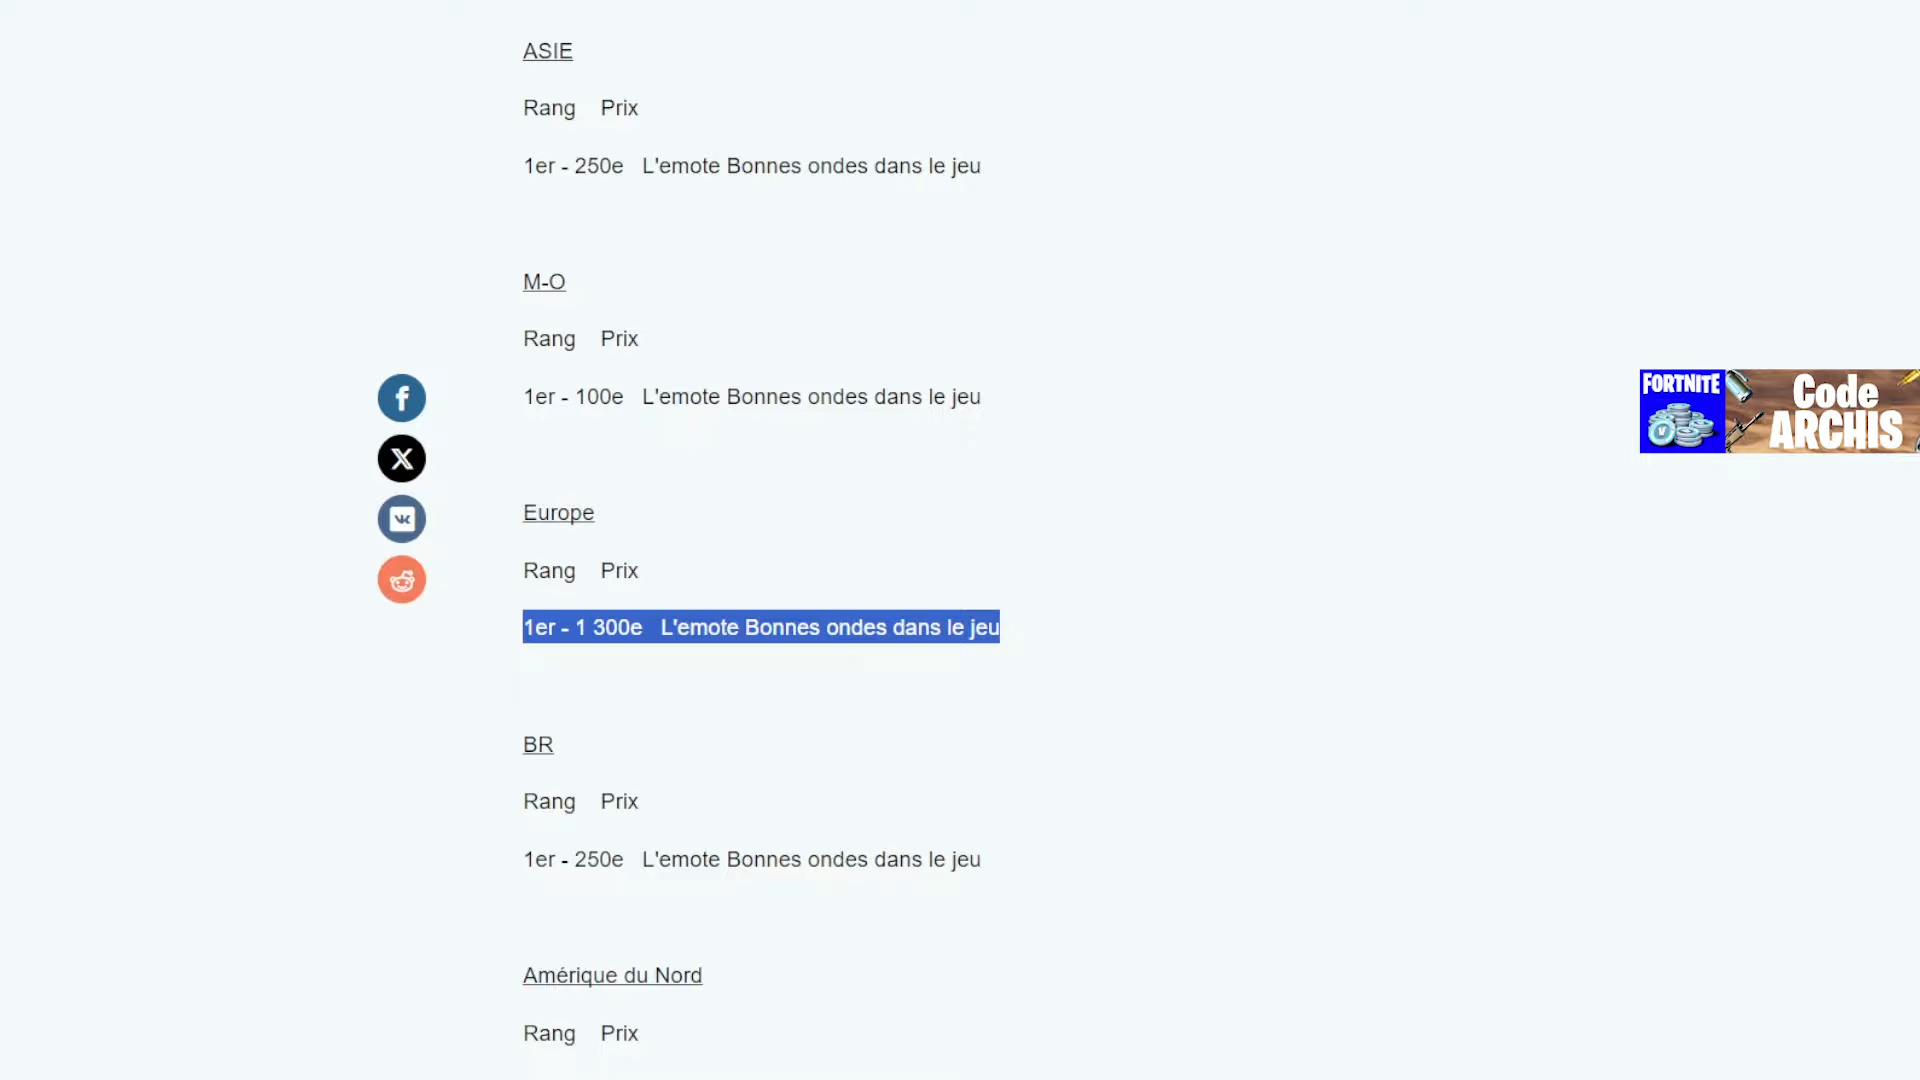 ASIE
Rang Prix
1er - 250e L'emote Bonnes ondes dans le jeu
M-O
Rang Prix
1er - 100e L'emote Bonnes ondes dans le jeu
Europe
Rang Prix
1er - 1 300e L'emote Bonnes ondes dans le jeu
BR
Rang Prix
1er - 250e L'emote Bonnes ondes dans le jeu
Amérique du Nord
Rang Prix
FORTNITE
Code
ARCHIS